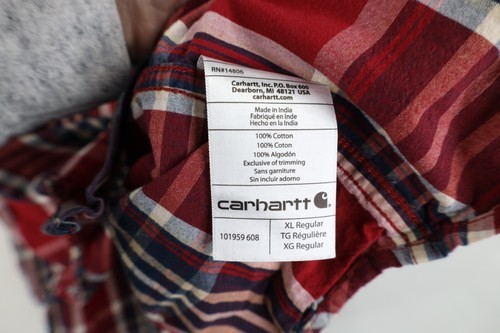 RN#14806
Carhartt, Inc. P.O. Box 600
Dearborn, MI 48121 USA
carhartt.com
Made in India
Fabriqué en Inde
Hecho en la India
100% Cotton
100% Coton
100% Algodón
Exclusive of trimming
Sans garniture
Sin incluir adorno
carhartt
101959 608
XL Regular
TG Régulière
XG Regular